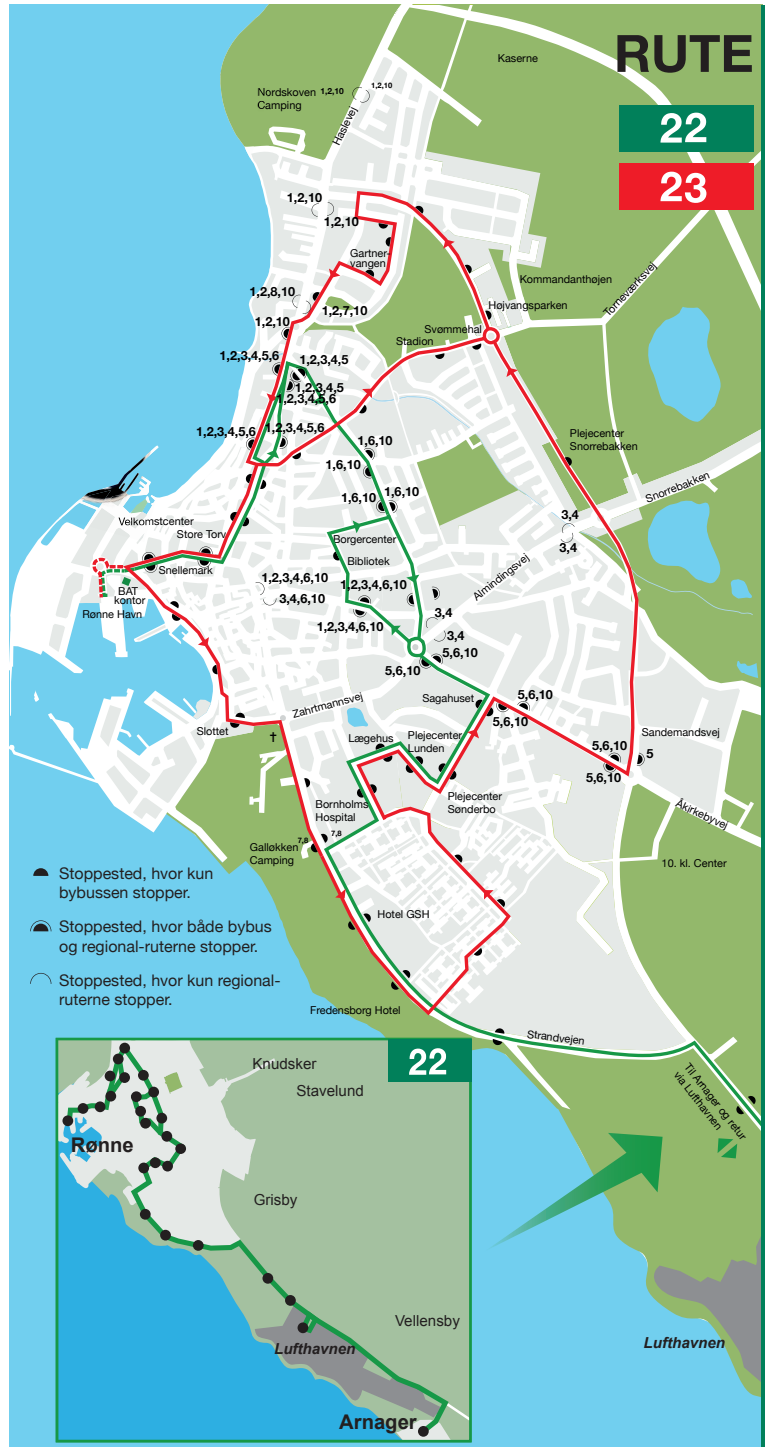 RUTE
22
23
Kaserne
Nordskoven
Camping
1,2,10
1,2,10
Haslevej
1,2,10
1,2,10
Gartner-
vangen
Kommandanthøjen
Torneværksvej
1,2,8,10
1,2,7,10
Højvangsparken
1,2,10
Svømmehal
Stadion
1,2,3,4,5,6
1,2,3,4,5
1,2,3,4,5
1,2,3,4,5,6
1,2,3,4,5,6
1,2,3,4,5,6
1,6,10
1,6,10
Plejecenter
Snorrebakken
1,6,10
1,6,10
Snorrebakken
Velkomstcenter
Store Torv
3,4
3,4
Borgercenter
Bibliotek
Snellemark
Almindingsvej
BAT
kontor
Rønne Havn
1,2,3,4,6,10
3,4,6,10
1,2,3,4,6,10
1,2,3,4,6,10
3,4
3,4
5,6,10
5,6,10
Sagahuset
5,6,10
5,6,10
Zahrtmannsvej
Slottet
Lægehus
Plejecenter
Lunden
Sandemandsvej
5,6,10
5
5,6,10
Plejecenter
Sønderbo
Bornholms
Hospital
Åkirkebyvej
7,8
7,8
Galløkken
Camping
10. kl. Center
Stoppested, hvor kun
bybussen stopper.
Hotel GSH
Stoppested, hvor både bybus
og regional-ruterne stopper.
Stoppested, hvor kun regional-
ruterne stopper.
Fredensborg Hotel
Strandvejen
Til Arnager og retur
via Lufthavnen
22
Knudsker
Stavelund
Rønne
Grisby
Vellensby
Lufthavnen
Lufthavnen
Arnager